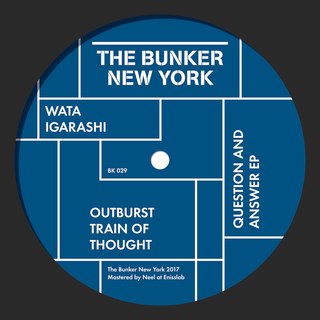 THE BUNKER
NEW YORK
WATA
IGARASHI
BK 029
QUESTION AND
ANSWER EP
OUTBURST
TRAIN OF
THOUGHT
The Bunker New York 2017
Mastered by Neel at Enisslab